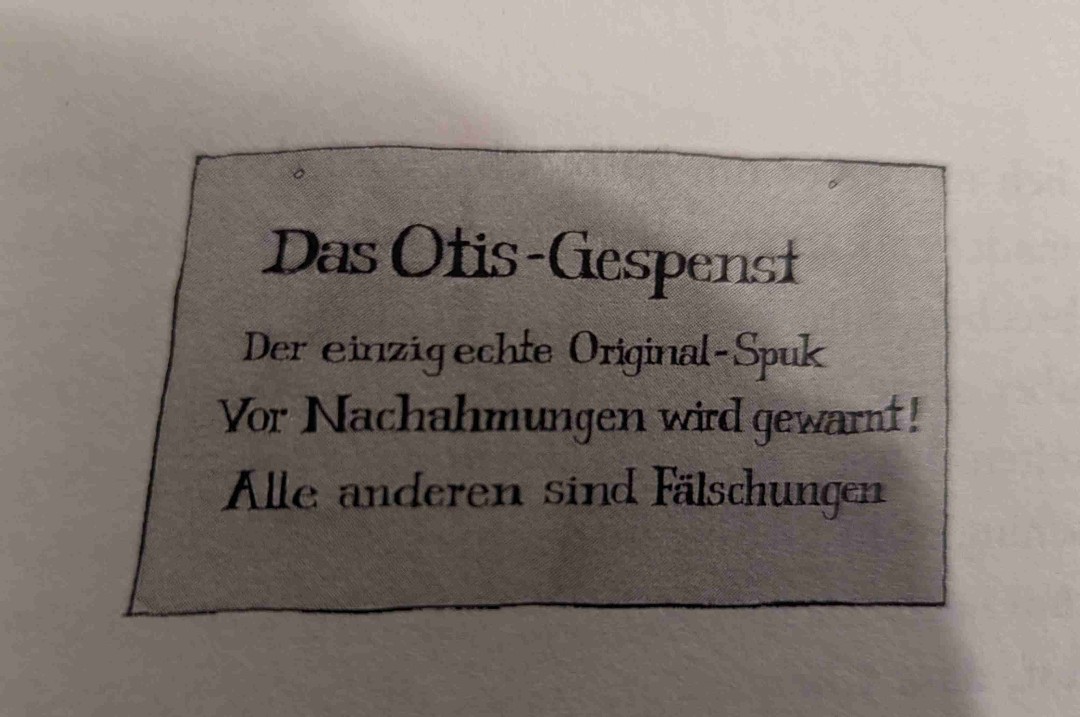 Das Otis-Gespenst
Der einzig echte Original-Spuk
Vor Nachahmungen wird gewarnt!
Alle anderen sind Fälschungen